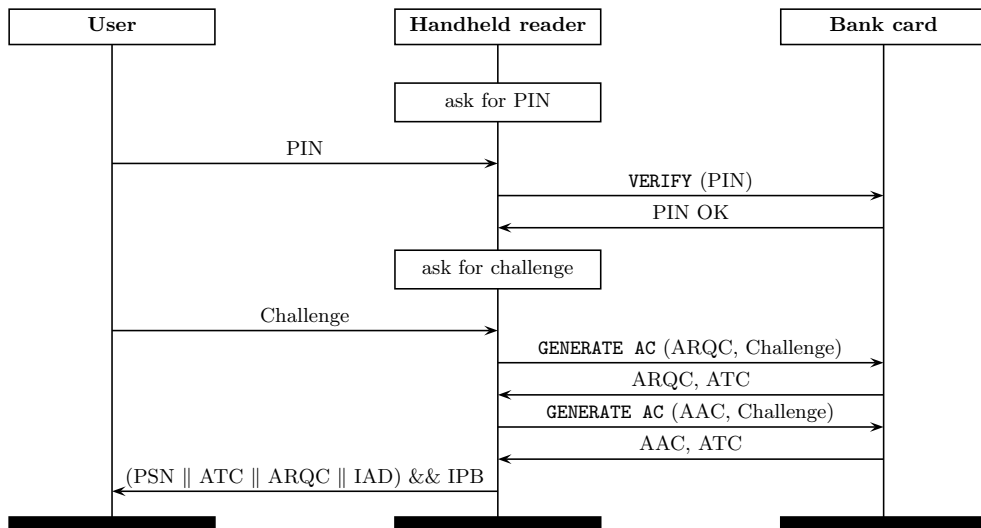 User
Handheld reader
Bank card
ask for PIN
PIN
VERIFY (PIN)
PIN OK
ask for challenge
Challenge
GENERATE AC (ARQC, Challenge)
ARQC, ATC
GENERATE AC (AAC, Challenge)
AAC, ATC
(PSN ∥ ATC ∥ ARQC ∥ IAD) && IPB